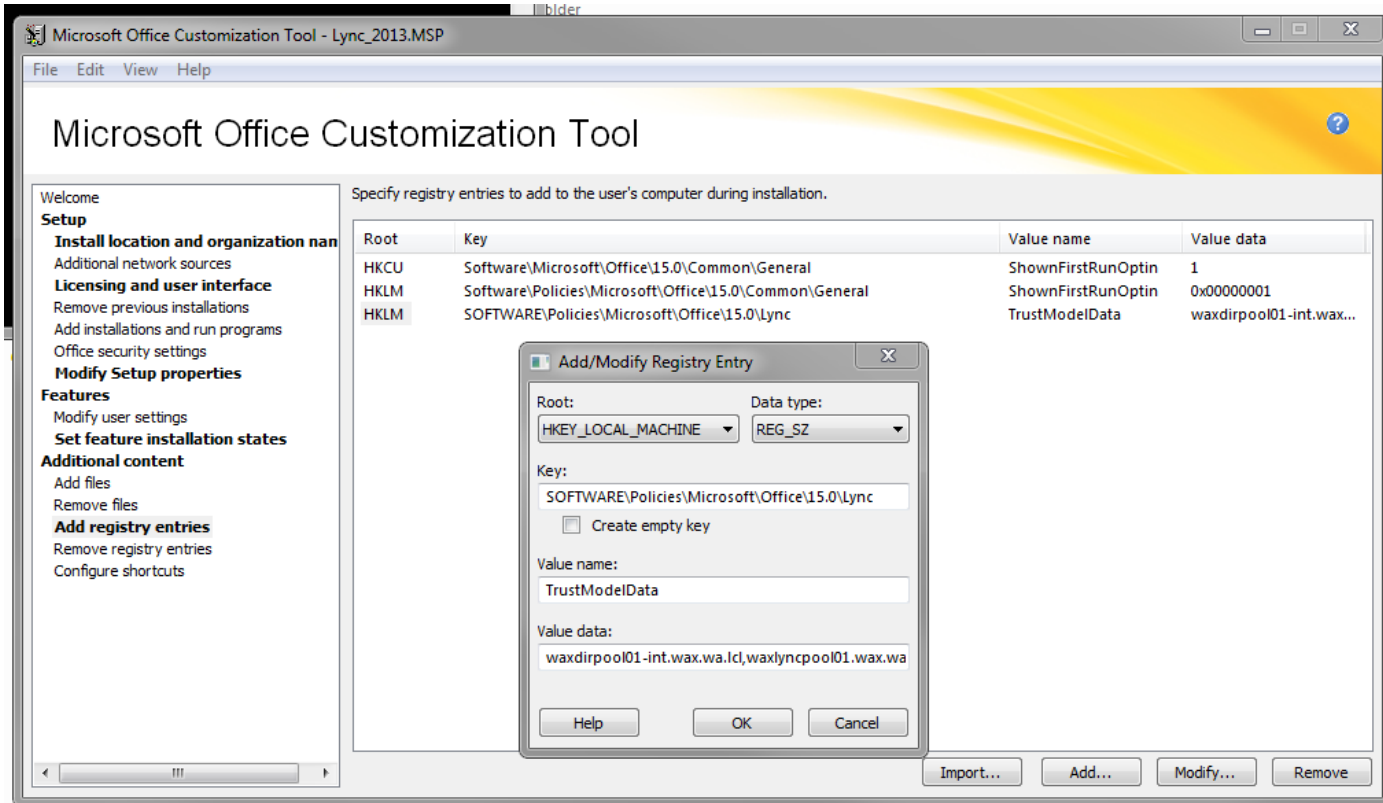 Microsoft Office Customization Tool - Lync_2013.MSP
File Edit View Help
Microsoft Office Customization Tool
Welcome
Setup
Install location and organization nan
Additional network sources
Licensing and user interface
Remove previous installations
Add installations and run programs
Office security settings
Modify Setup properties
Features
Modify user settings
Set feature installation states
Additional content
Add files
Remove files
Add registry entries
Remove registry entries
Configure shortcuts
Specify registry entries to add to the user's computer during installation.
Root Key Value name Value data
HKCU Software\Microsoft\Office\15.0\Common\General ShownFirstRunOptin 1
HKLM Software\Policies\Microsoft\Office\15.0\Common\General ShownFirstRunOptin 0x00000001
HKLM SOFTWARE\Policies\Microsoft\Office\15.0\Lync TrustModelData waxdirpool01-int.wax...
Add/Modify Registry Entry
Root: Data type:
HKEY_LOCAL_MACHINE REG_SZ
Key:
SOFTWARE\Policies\Microsoft\Office\15.0\Lync
Create empty key
Value name:
TrustModelData
Value data:
waxdirpool01-int.wax.wa.lcl,waxlyncpool01.wax.wa
Help OK Cancel
Import... Add... Modify... Remove